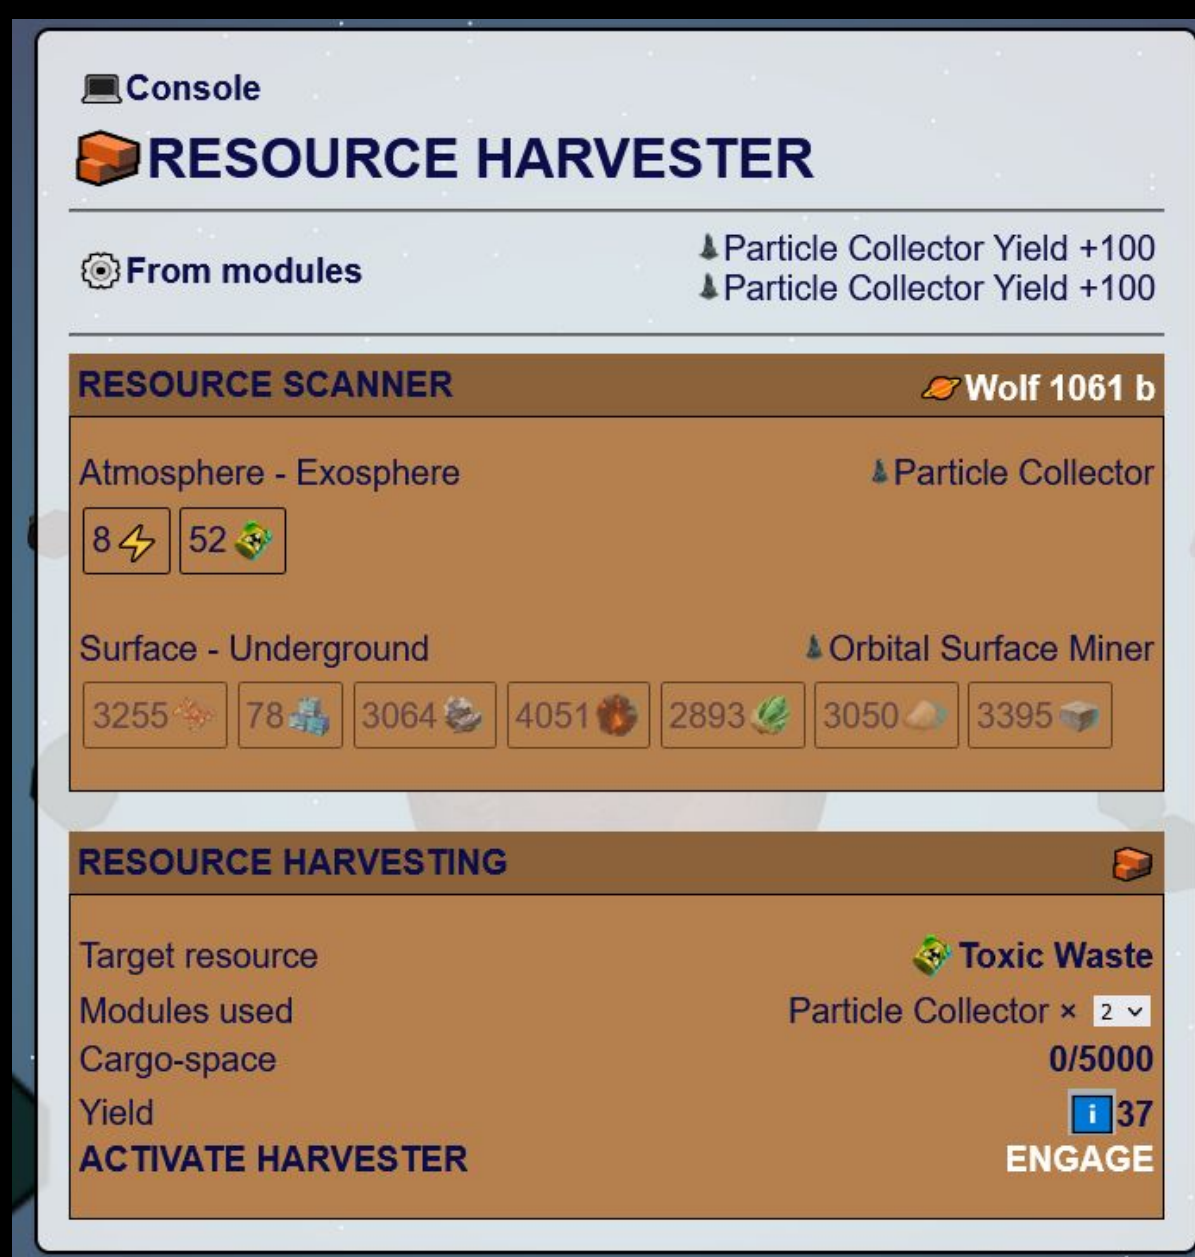 Console
RESOURCE HARVESTER
From modules
Particle Collector Yield +100
Particle Collector Yield +100
RESOURCE SCANNER Wolf 1061 b
Atmosphere - Exosphere Particle Collector
8 52
Surface - Underground Orbital Surface Miner
3255 78 3064 4051 2893 3050 3395
RESOURCE HARVESTING
Target resource Toxic Waste
Modules used Particle Collector × 2
Cargo-space 0/5000
Yield i 37
ACTIVATE HARVESTER ENGAGE